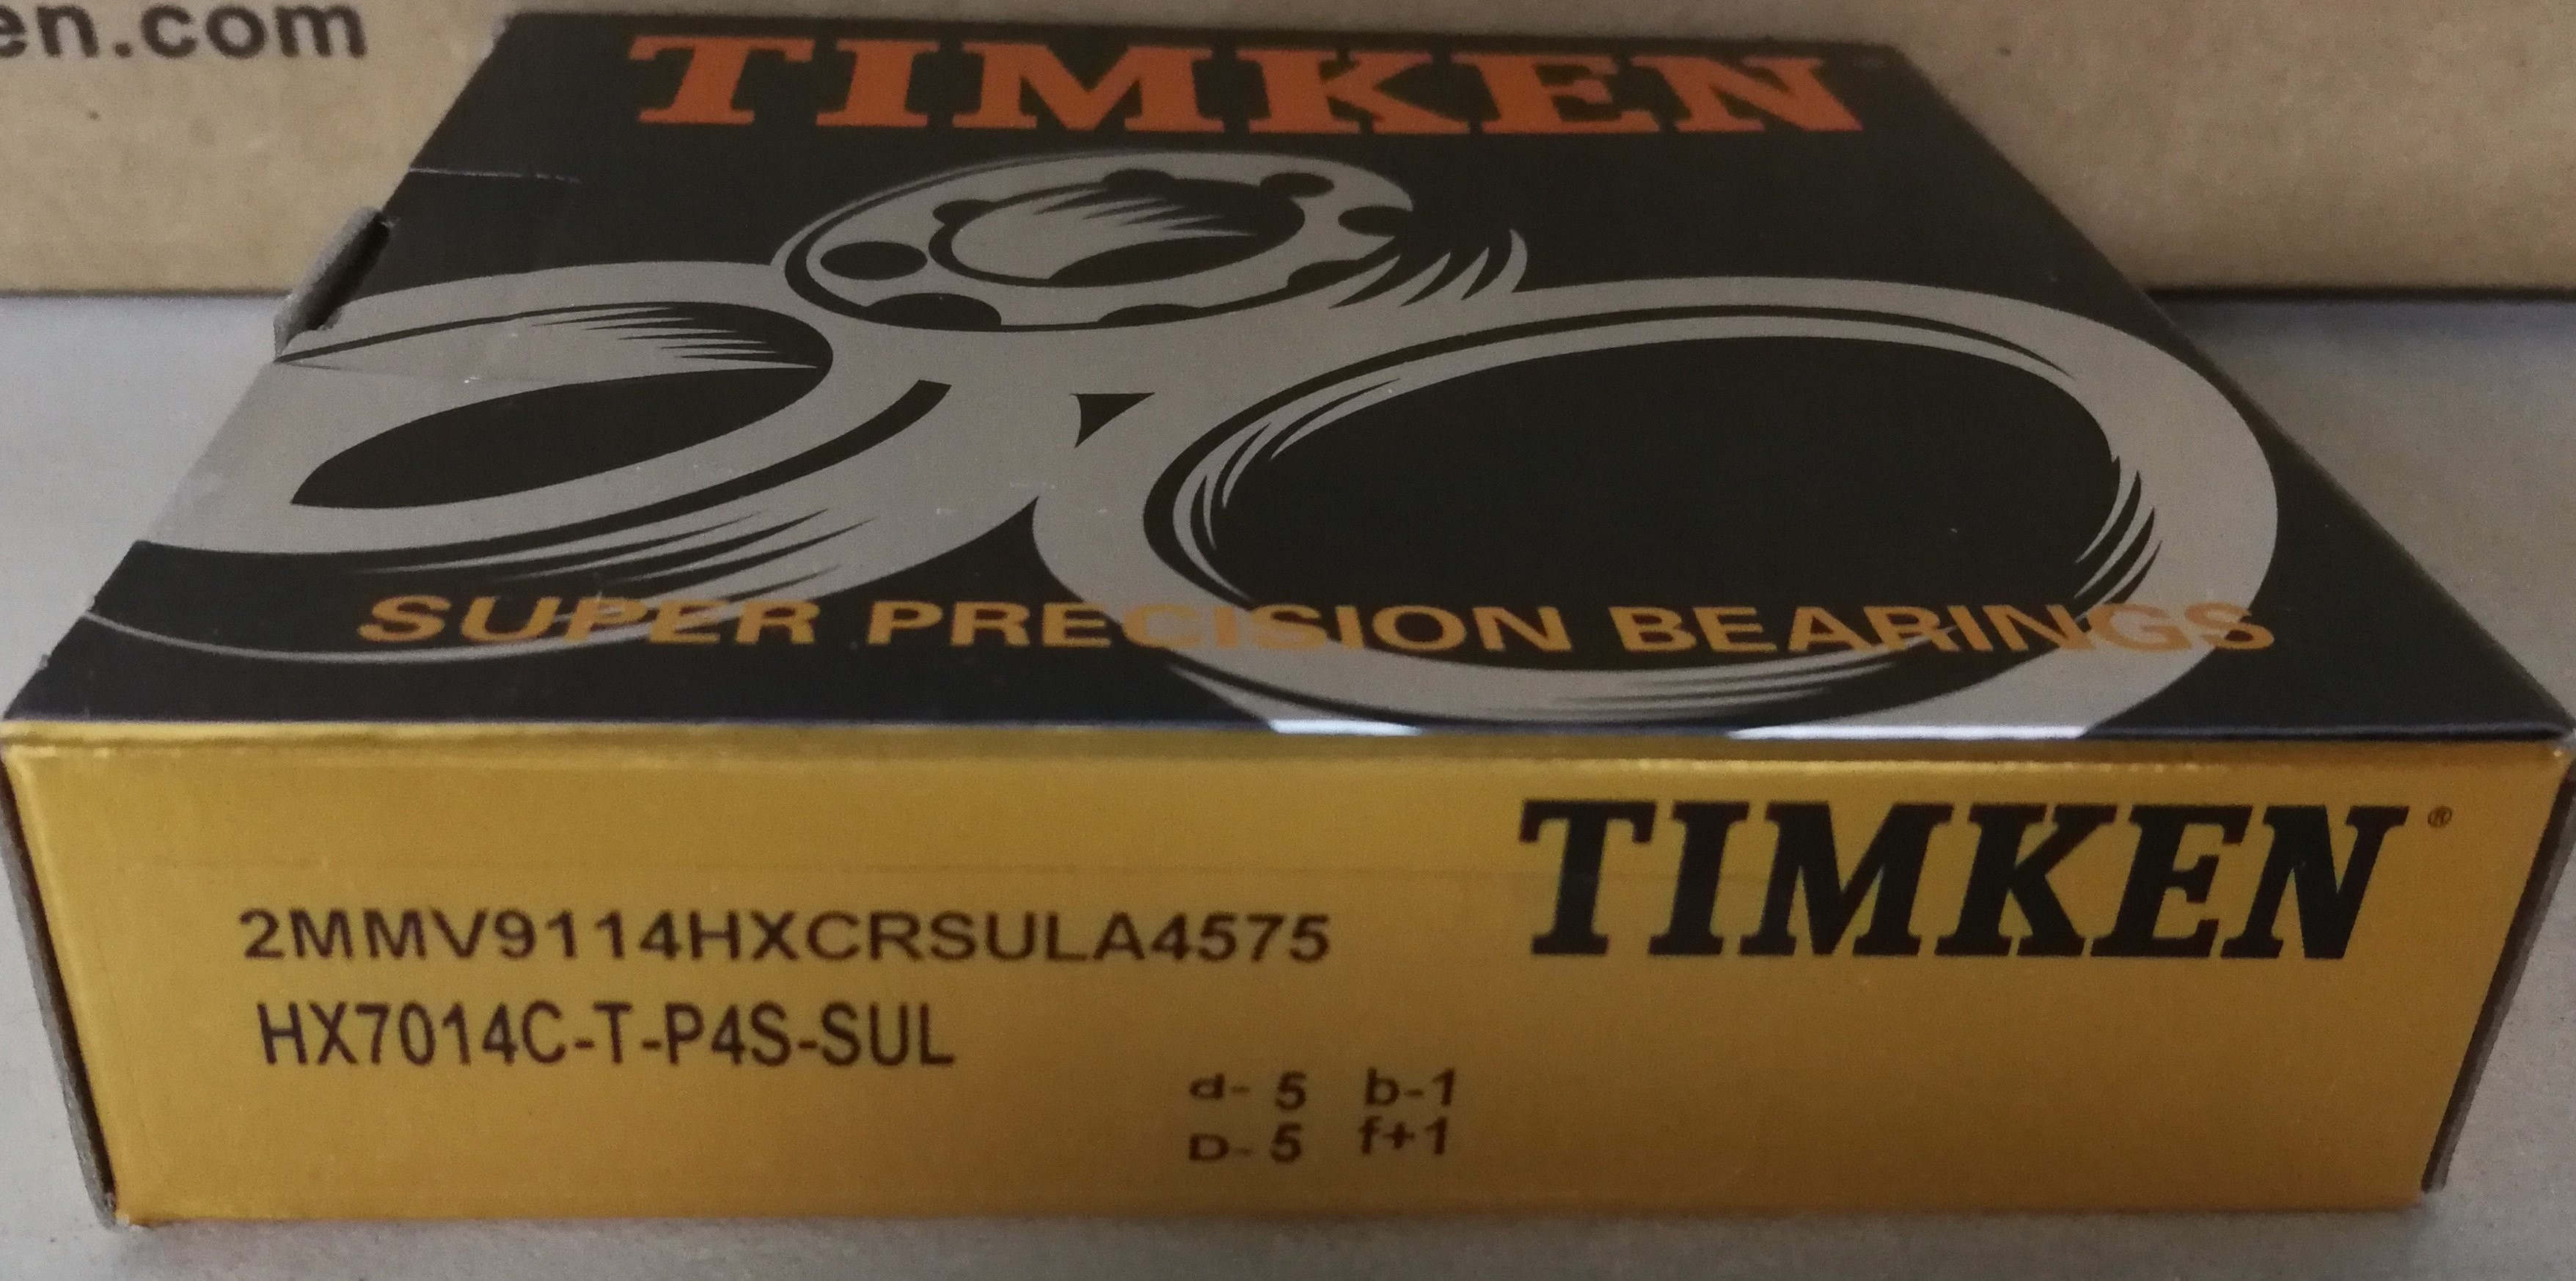 en.com
TIMKEN
SUPER PRECISION BEARINGS
TIMKEN®
2MMV9114HXCRSULA4575
HX7014C-T-P4S-SUL
d- 5 b-1
D- 5 f+1